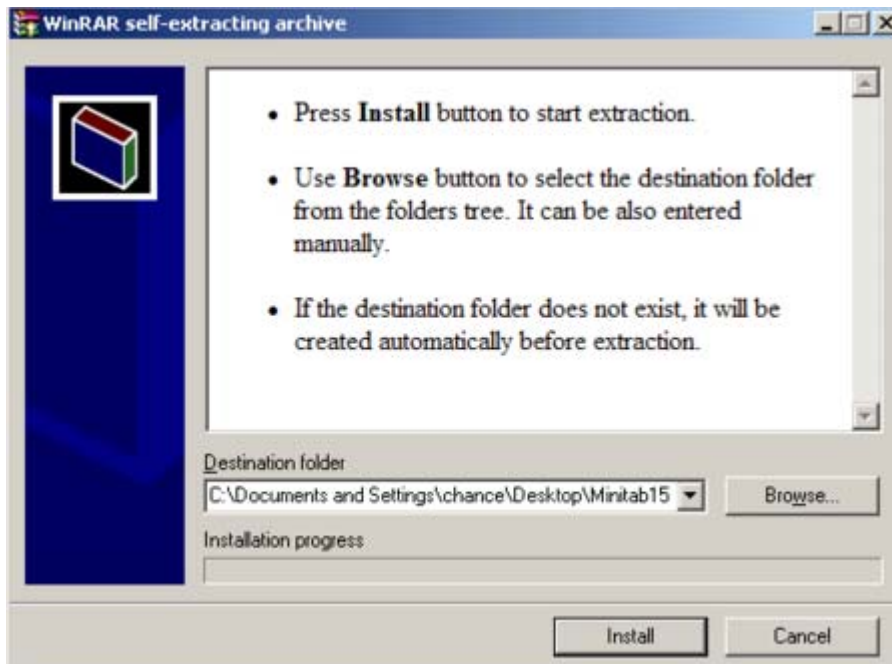 WinRAR self-extracting archive
• Press Install button to start extraction.
• Use Browse button to select the destination folder
from the folders tree. It can be also entered
manually.
• If the destination folder does not exist, it will be
created automatically before extraction.
Destination folder
C:\Documents and Settings\chance\Desktop\Minitab15
Browse...
Installation progress
Install
Cancel